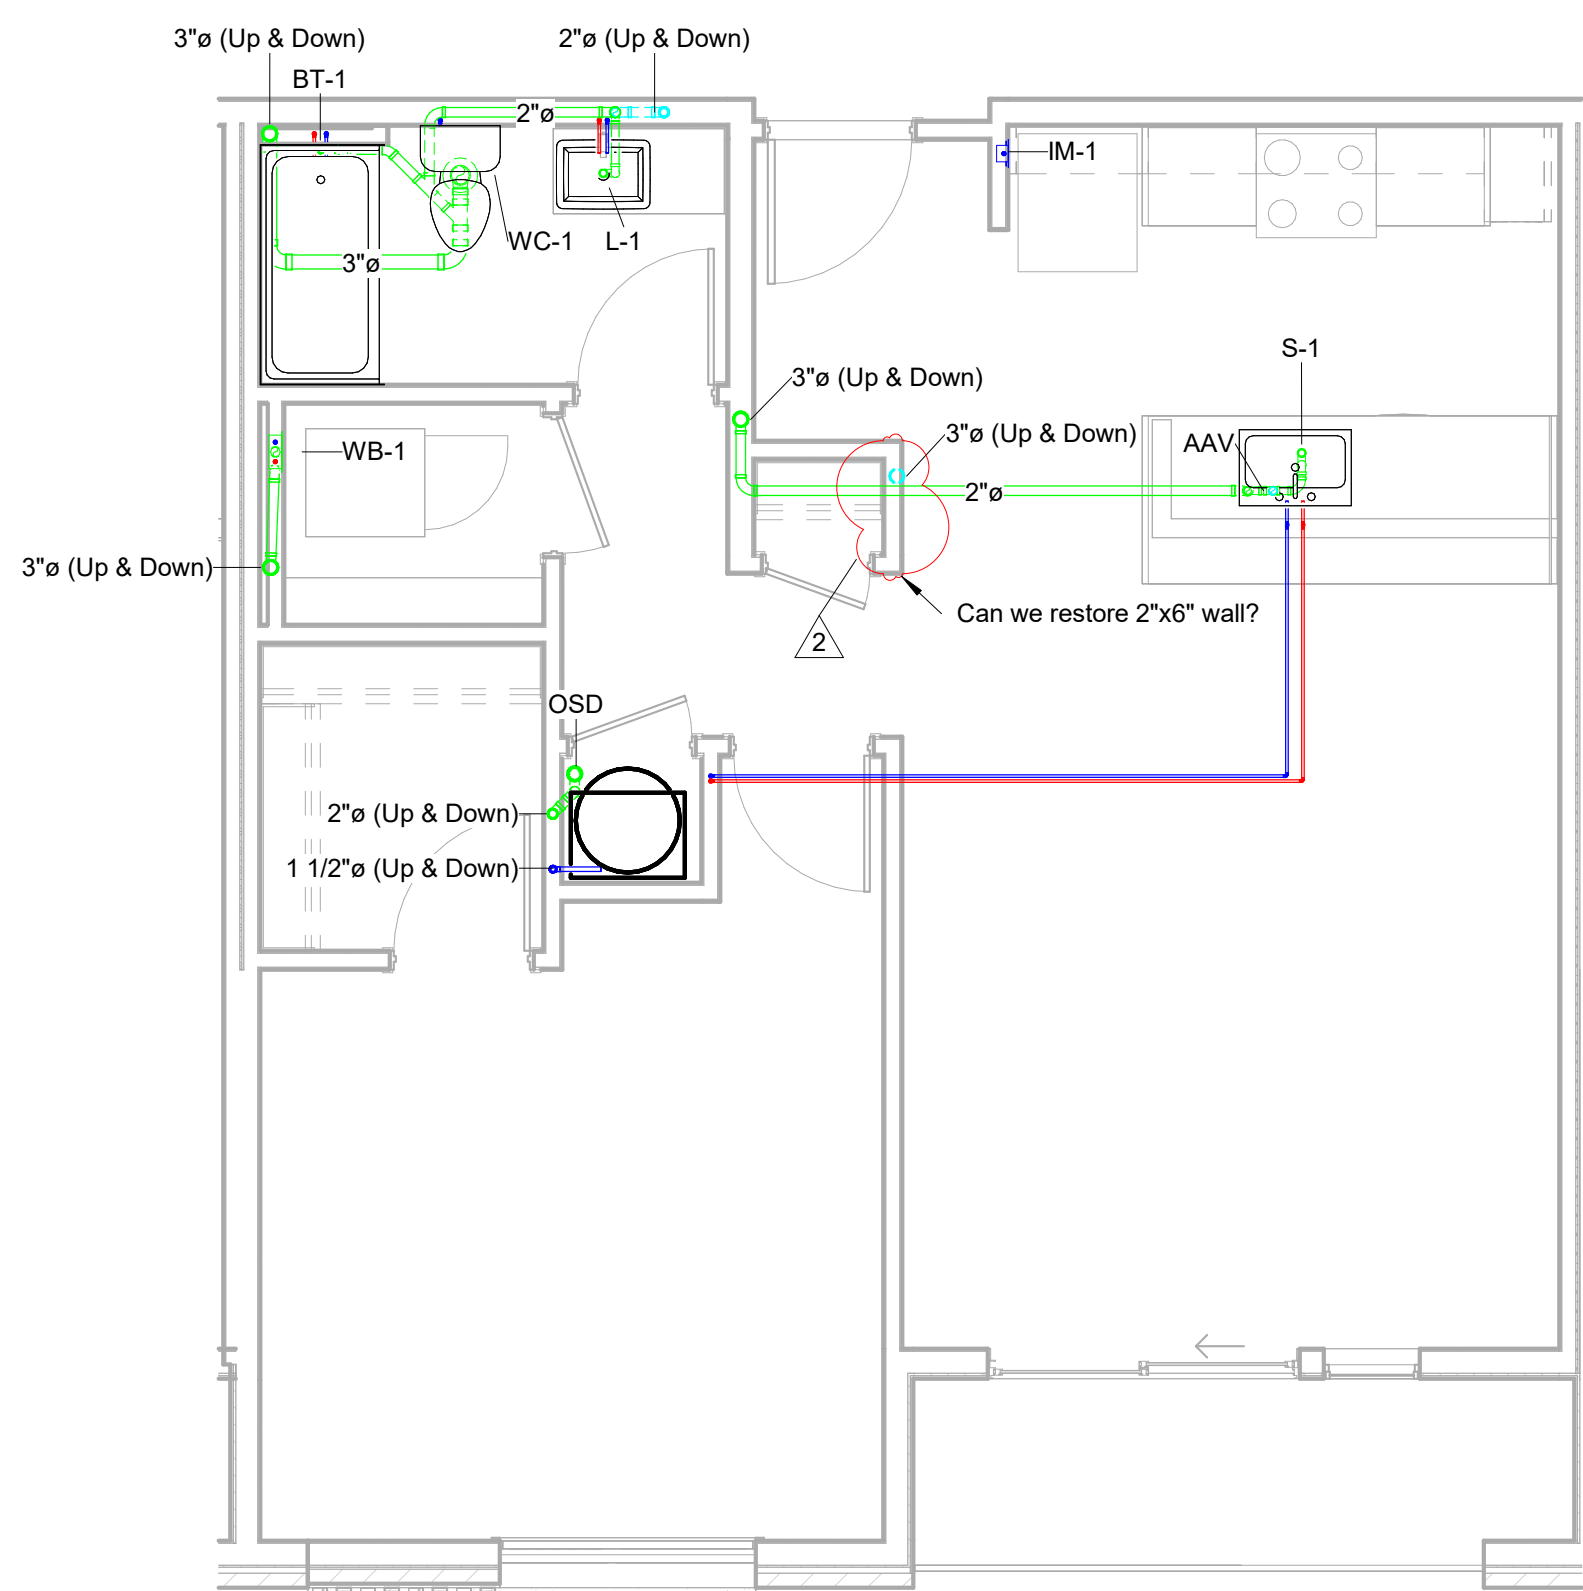 3"ø (Up & Down)
2"ø (Up & Down)
BT-1
2"ø
IM-1
WC-1
L-1
3"ø
S-1
3"ø (Up & Down)
3"ø (Up & Down)
AAV
WB-1
2"ø
3"ø (Up & Down)
Can we restore 2"x6" wall?
2
OSD
2"ø (Up & Down)
1 1/2"ø (Up & Down)